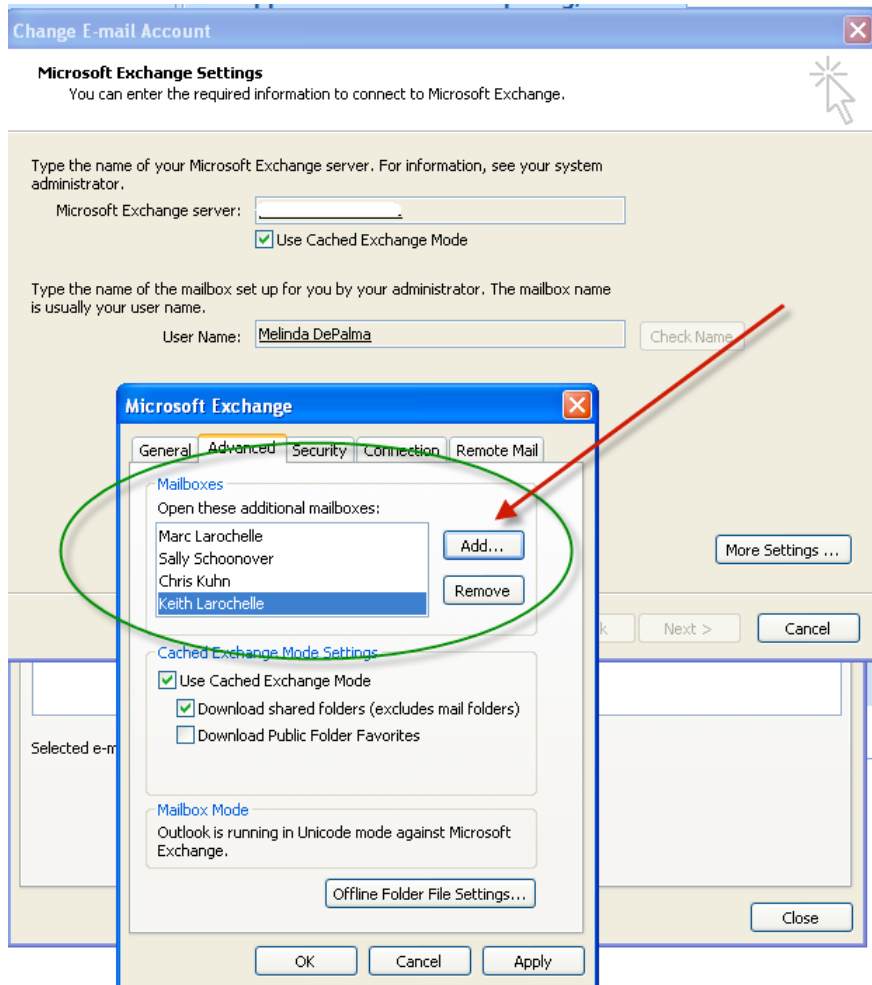 Change E-mail Account
Microsoft Exchange Settings
You can enter the required information to connect to Microsoft Exchange.
Type the name of your Microsoft Exchange server. For information, see your system
administrator.
Microsoft Exchange server:
Use Cached Exchange Mode
Type the name of the mailbox set up for you by your administrator. The mailbox name
is usually your user name.
User Name: Melinda DePalma Check Name
Microsoft Exchange
General Advanced Security Connection Remote Mail
Mailboxes
Open these additional mailboxes:
Marc Larochelle
Sally Schoonover
Chris Kuhn
Keith Larochelle
Add...
Remove
More Settings ...
Next > Cancel
Cached Exchange Mode Settings
Use Cached Exchange Mode
Download shared folders (excludes mail folders)
Download Public Folder Favorites
Selected e-m
Mailbox Mode
Outlook is running in Unicode mode against Microsoft
Exchange.
Offline Folder File Settings...
Close
OK Cancel Apply